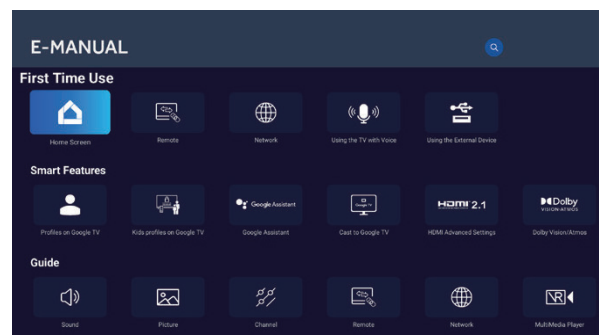 E-MANUAL
First Time Use
Home Screen
Remote
Network
Using the TV with Voice
Using the External Device
Smart Features
Google Assistant
Google TV
HDMI 2.1
Dolby
VISION·ATMOS
Profiles on Google TV
Kids profiles on Google TV
Google Assistant
Cast to Google TV
HDMI Advanced Settings
Dolby Vision/Atmos
Guide
Sound
Picture
Channel
Remote
Network
MultiMedia Player